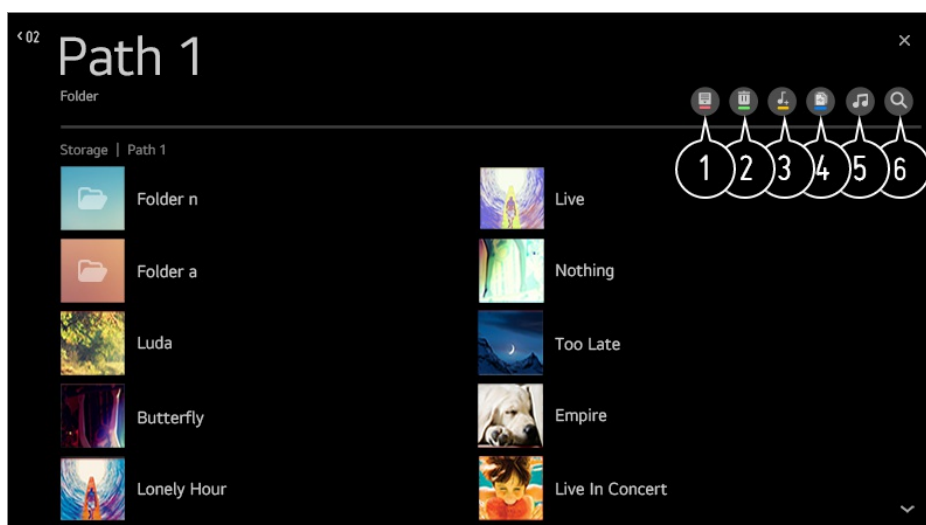 <02
Path 1
Folder
1 2 3 4 5 6
Storage | Path 1
Folder n
Live
Folder a
Nothing
Luda
Too Late
Butterfly
Empire
Lonely Hour
Live In Concert